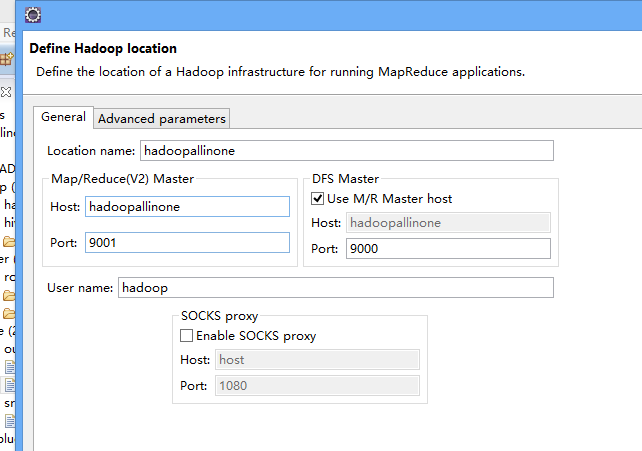 Define Hadoop location
Define the location of a Hadoop infrastructure for running MapReduce applications.
General
Advanced parameters
Location name: hadoopallinone
Map/Reduce(V2) Master
Host: hadoopallinone
Port: 9001
DFS Master
Use M/R Master host
Host: hadoopallinone
Port: 9000
User name: hadoop
SOCKS proxy
Enable SOCKS proxy
Host: host
Port: 1080